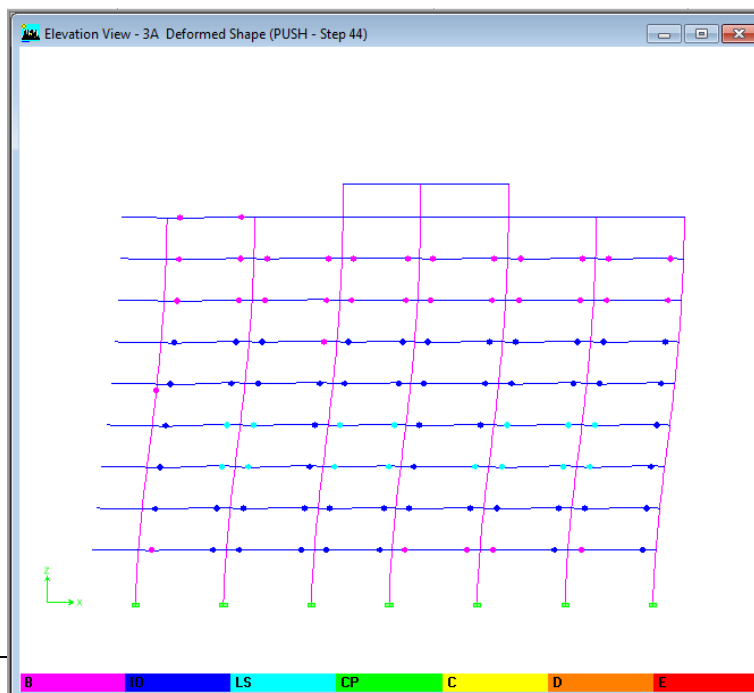 Elevation View - 3A Deformed Shape (PUSH - Step 44)
Z
X
B IO LS CP C D E